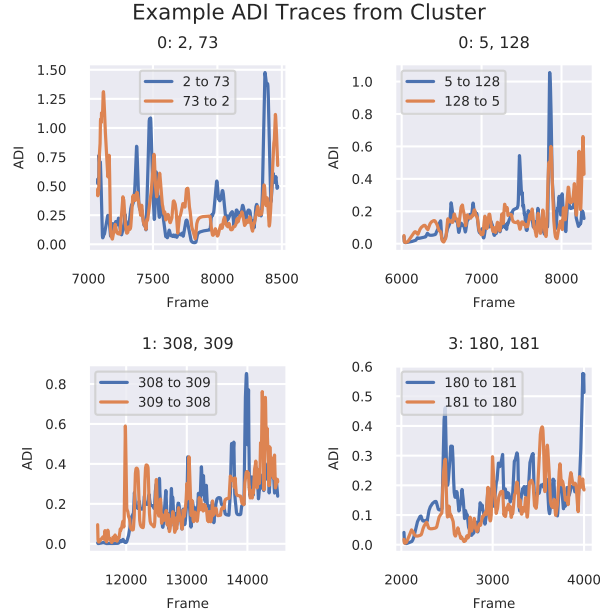 Example ADI Traces from Cluster
0: 2, 73
ADI
1.50
1.25
1.00
0.75
0.50
0.25
0.00
2 to 73
73 to 2
7000
7500
8000
8500
Frame
0: 5, 128
ADI
1.0
0.8
0.6
0.4
0.2
0.0
5 to 128
128 to 5
6000
7000
8000
Frame
1: 308, 309
ADI
0.8
0.6
0.4
0.2
0.0
308 to 309
309 to 308
12000
13000
14000
Frame
3: 180, 181
ADI
0.6
0.5
0.4
0.3
0.2
0.1
0.0
180 to 181
181 to 180
2000
3000
4000
Frame